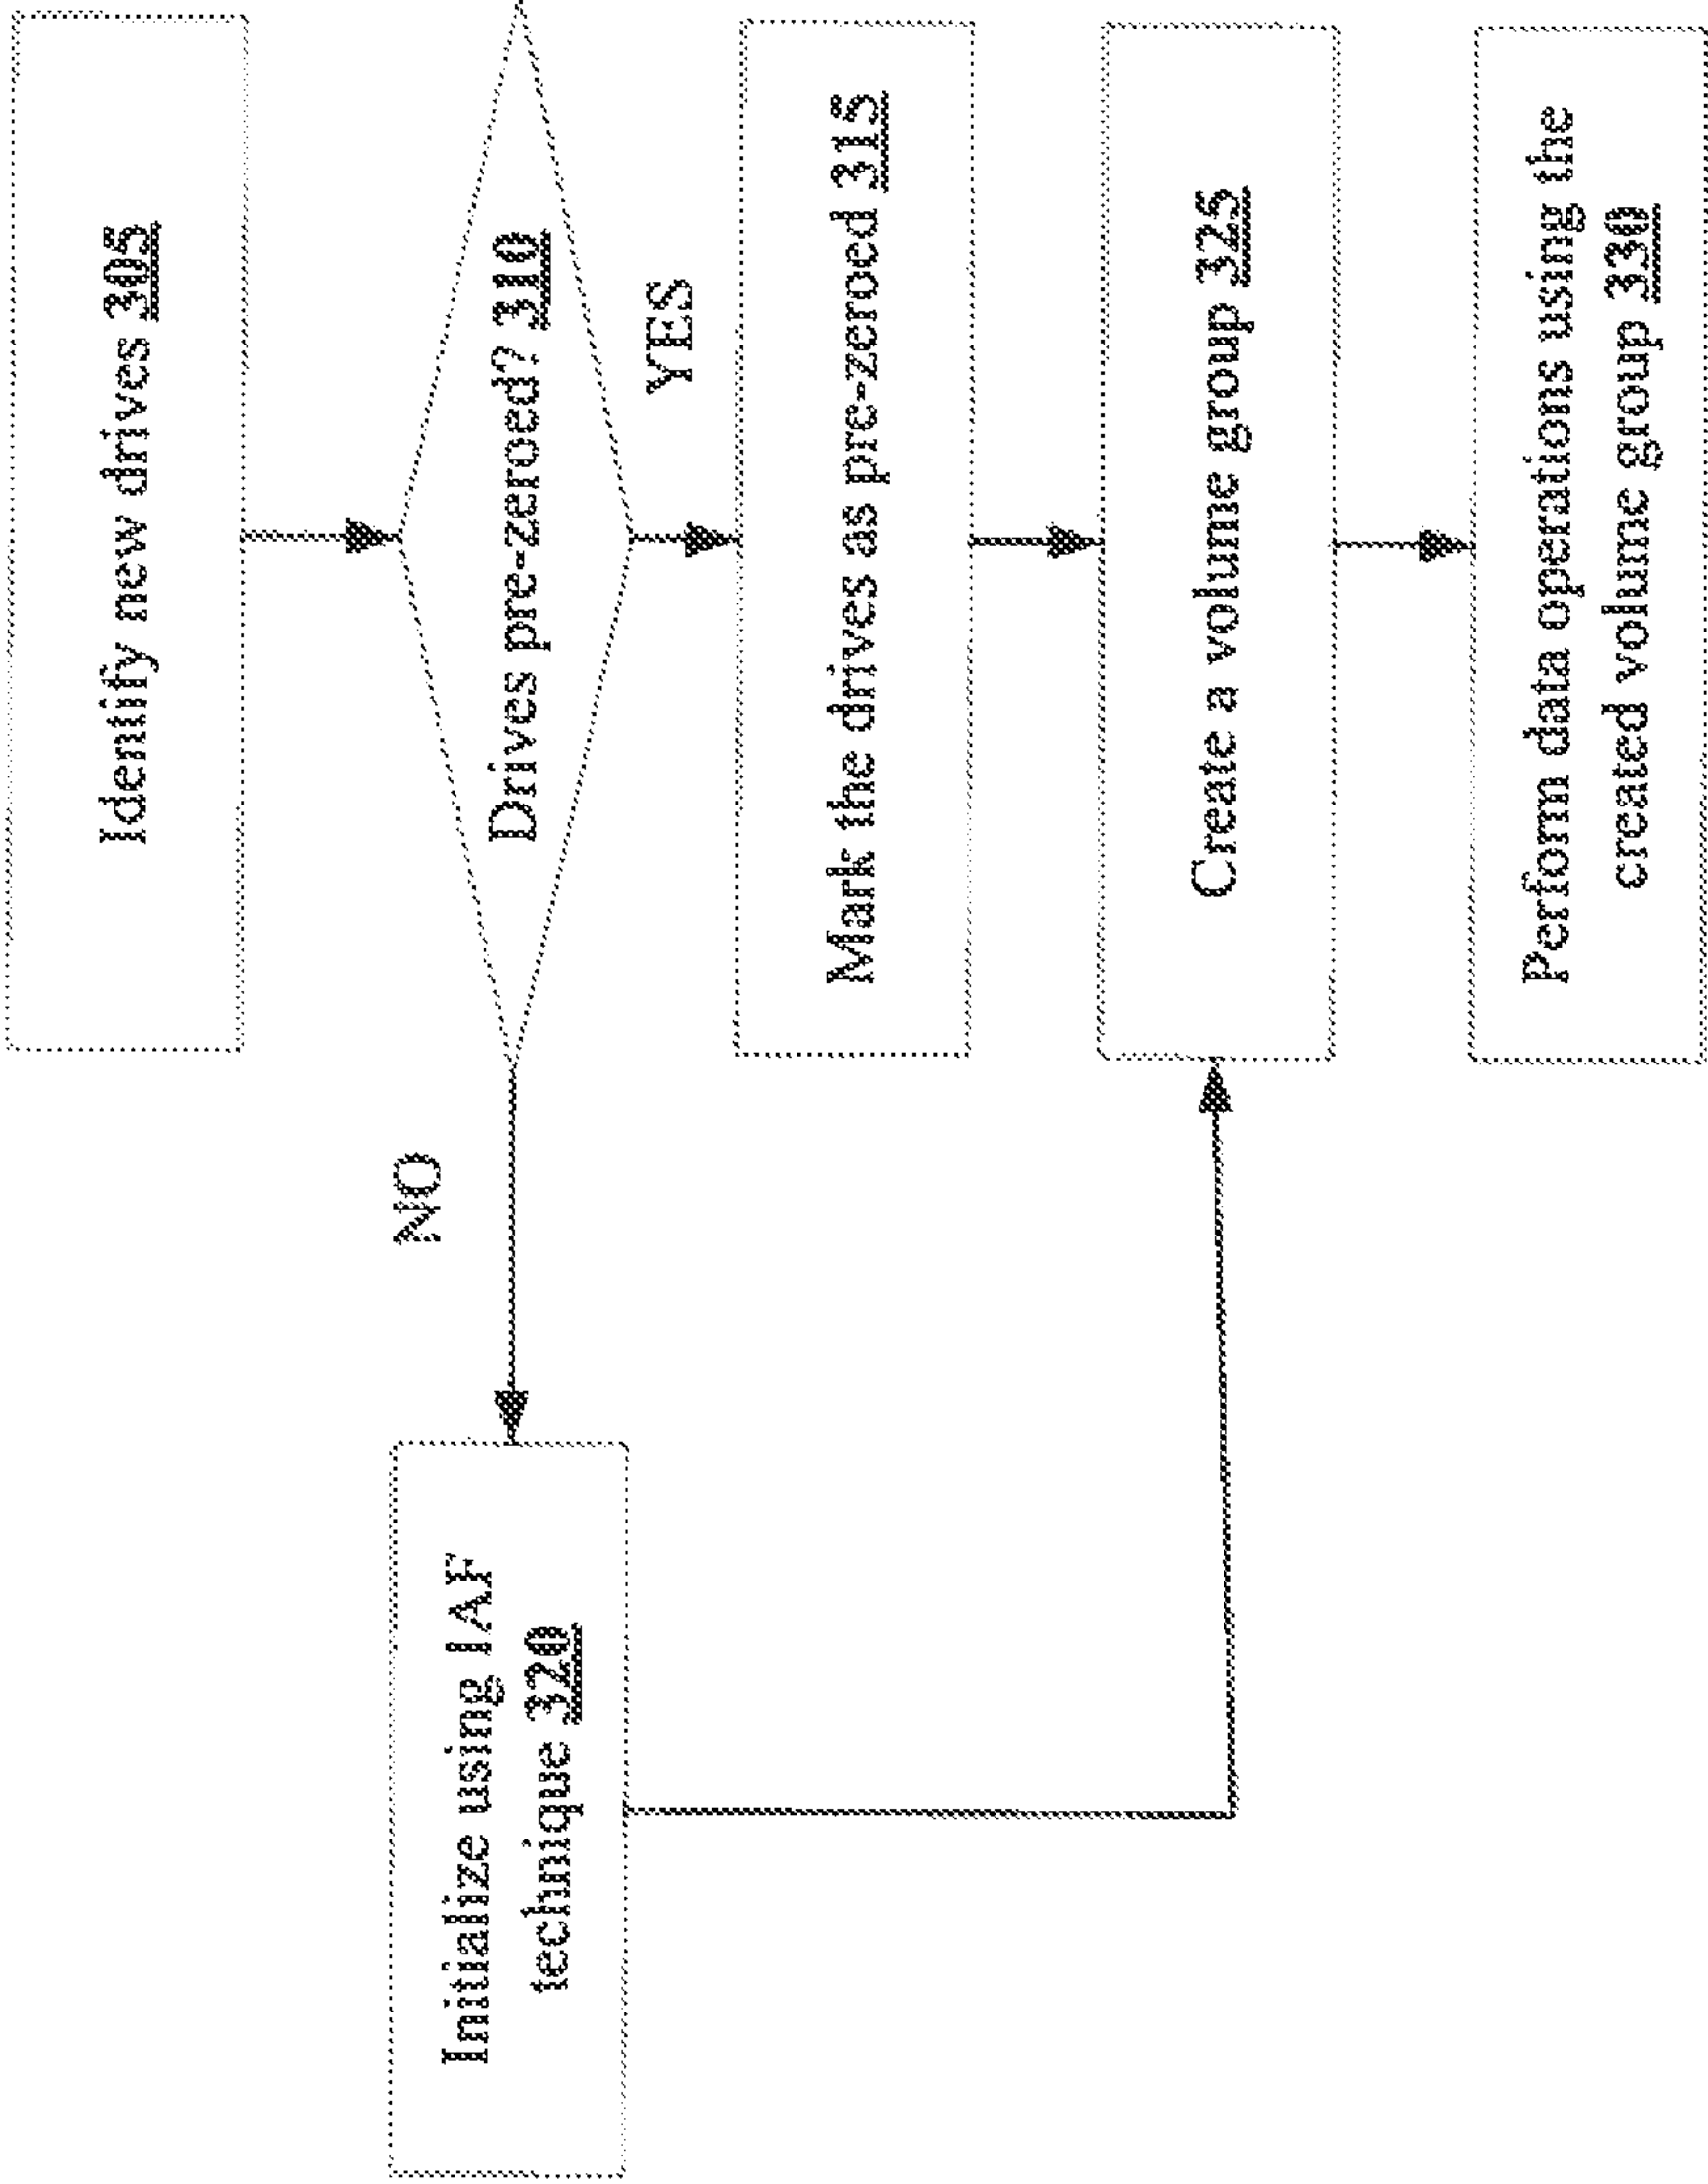 Identify new drives 305
Drives pre-zeroed? 310
NO
YES
Initialize using IAF
technique 320
Mark the drives as pre-zeroed 315
Create a volume group 325
Perform data operations using the
created volume group 330